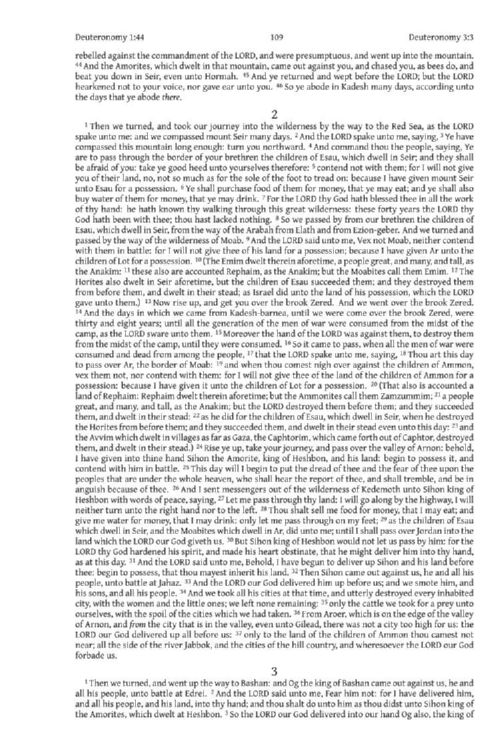 Deuteronomy 1:44 109 Deuteronomy 3:3
rebelled against the commandment of the LORD, and were presumptuous, and went up into the mountain.
44 And the Amorites, which dwelt in that mountain, came out against you, and chased you, as bees do, and
beat you down in Seir, even unto Hormah. 45 And ye returned and wept before the LORD; but the LORD
hearkened not to your voice, nor gave ear unto you. 46 So ye abode in Kadesh many days, according unto
the days that ye abode there.
2
1 Then we turned, and took our journey into the wilderness by the way to the Red Sea, as the LORD
spake unto me: and we compassed mount Seir many days. 2 And the LORD spake unto me, saying, 3 Ye have
compassed this mountain long enough: turn you northward. 4 And command thou the people, saying, Ye
are to pass through the border of your brethren the children of Esau, which dwell in Seir; and they shall
be afraid of you: take ye good heed unto yourselves therefore: 5 contend not with them; for I will not give
you of their land, no, not so much as for the sole of the foot to tread on: because I have given mount Seir
unto Esau for a possession. 6 Ye shall purchase food of them for money, that ye may eat; and ye shall also
buy water of them for money, that ye may drink. 7 For the LORD thy God hath blessed thee in all the work
of thy hand: he hath known thy walking through this great wilderness: these forty years the LORD thy
God hath been with thee; thou hast lacked nothing. 8 So we passed by from our brethren the children of
Esau, which dwell in Seir, from the way of the Arabah from Elath and from Ezion-geber. And we turned and
passed by the way of the wilderness of Moab. 9 And the LORD said unto me, Vex not Moab, neither contend
with them in battle: for I will not give thee of his land for a possession; because I have given Ar unto the
children of Lot for a possession. 10 (The Emim dwelt therein aforetime, a people great, and many, and tall, as
the Anakim: 11 these also are accounted Rephaim, as the Anakim; but the Moabites call them Emim. 12 The
Horites also dwelt in Seir aforetime, but the children of Esau succeeded them; and they destroyed them
from before them, and dwelt in their stead; as Israel did unto the land of his possession, which the LORD
gave unto them.) 13 Now rise up, and get you over the brook Zered. And we went over the brook Zered.
14 And the days in which we came from Kadesh-barnea, until we were come over the brook Zered, were
thirty and eight years; until all the generation of the men of war were consumed from the midst of the
camp, as the LORD sware unto them. 15 Moreover the hand of the LORD was against them, to destroy them
from the midst of the camp, until they were consumed. 16 So it came to pass, when all the men of war were
consumed and dead from among the people, 17 that the LORD spake unto me, saying, 18 Thou art this day
to pass over Ar, the border of Moab: 19 and when thou comest nigh over against the children of Ammon,
vex them not, nor contend with them: for I will not give thee of the land of the children of Ammon for a
possession: because I have given it unto the children of Lot for a possession. 20 (That also is accounted a
land of Rephaim: Rephaim dwelt therein aforetime; but the Ammonites call them Zamzummim; 21 a people
great, and many, and tall, as the Anakim; but the LORD destroyed them before them; and they succeeded
them, and dwelt in their stead: 22 as he did for the children of Esau, which dwell in Seir, when he destroyed
the Horites from before them; and they succeeded them, and dwelt in their stead even unto this day: 23 and
the Avvim which dwelt in villages as far as Gaza, the Caphtorim, which came forth out of Caphtor, destroyed
them, and dwelt in their stead.) 24 Rise ye up, take your journey, and pass over the valley of Arnon: behold,
I have given into thine hand Sihon the Amorite, king of Heshbon, and his land: begin to possess it, and
contend with him in battle. 25 This day will I begin to put the dread of thee and the fear of thee upon the
peoples that are under the whole heaven, who shall hear the report of thee, and shall tremble, and be in
anguish because of thee. 26 And I sent messengers out of the wilderness of Kedemoth unto Sihon king of
Heshbon with words of peace, saying, 27 Let me pass through thy land: I will go along by the highway, I will
neither turn unto the right hand nor to the left. 28 Thou shalt sell me food for money, that I may eat; and
give me water for money, that I may drink: only let me pass through on my feet; 29 as the children of Esau
which dwell in Seir, and the Moabites which dwell in Ar, did unto me; until I shall pass over Jordan into the
land which the LORD our God giveth us. 30 But Sihon king of Heshbon would not let us pass by him: for the
LORD thy God hardened his spirit, and made his heart obstinate, that he might deliver him into thy hand,
as at this day. 31 And the LORD said unto me, Behold, I have begun to deliver up Sihon and his land before
thee: begin to possess, that thou mayest inherit his land. 32 Then Sihon came out against us, he and all his
people, unto battle at Jahaz. 33 And the LORD our God delivered him up before us; and we smote him, and
his sons, and all his people. 34 And we took all his cities at that time, and utterly destroyed every inhabited
city, with the women and the little ones; we left none remaining: 35 only the cattle we took for a prey unto
ourselves, with the spoil of the cities which we had taken. 36 From Aroer, which is on the edge of the valley
of Arnon, and from the city that is in the valley, even unto Gilead, there was not a city too high for us: the
LORD our God delivered up all before us: 37 only to the land of the children of Ammon thou camest not
near; all the side of the river Jabbok, and the cities of the hill country, and wheresoever the LORD our God
forbade us.
3
1 Then we turned, and went up the way to Bashan: and Og the king of Bashan came out against us, he and
all his people, unto battle at Edrei. 2 And the LORD said unto me, Fear him not: for I have delivered him,
and all his people, and his land, into thy hand; and thou shalt do unto him as thou didst unto Sihon king of
the Amorites, which dwelt at Heshbon. 3 So the LORD our God delivered into our hand Og also, the king of